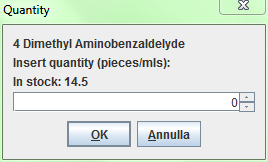 Quantity
4 Dimethyl Aminobenzaldelyde
Insert quantity (pieces/mls):
In stock: 14.5
0
OK Annulla